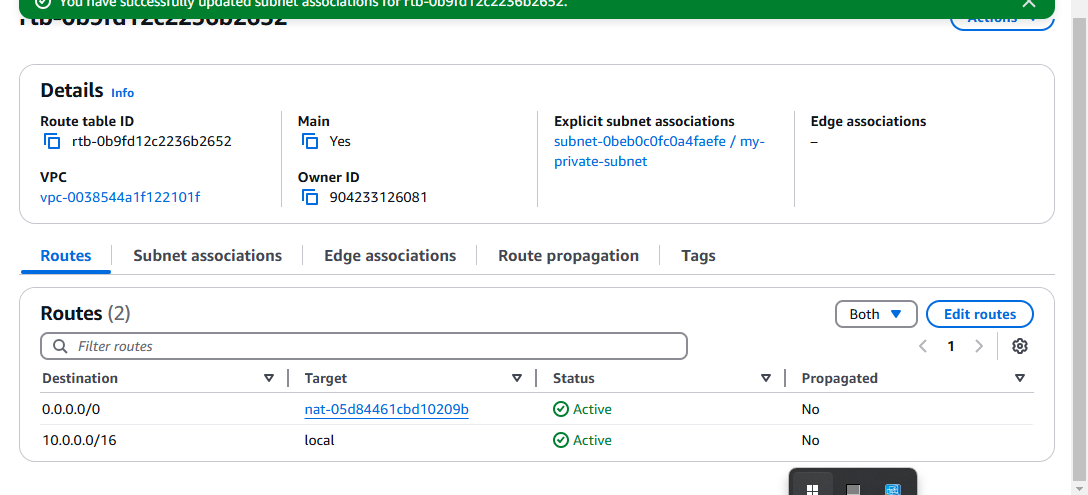 You have successfully updated subnet associations for rtb-0b9fd12c2236b2652.
rtb-0b9fd12c2236b2652
Actions
Details Info
Route table ID
rtb-0b9fd12c2236b2652
Main
Yes
Explicit subnet associations
subnet-0beb0c0fc0a4faefe / my-
private-subnet
Edge associations
–
VPC
vpc-0038544a1f122101f
Owner ID
904233126081
Routes Subnet associations Edge associations Route propagation Tags
Routes (2)
Both Edit routes
Filter routes
1
Destination Target Status Propagated
0.0.0.0/0 nat-05d84461cbd10209b Active No
10.0.0.0/16 local Active No